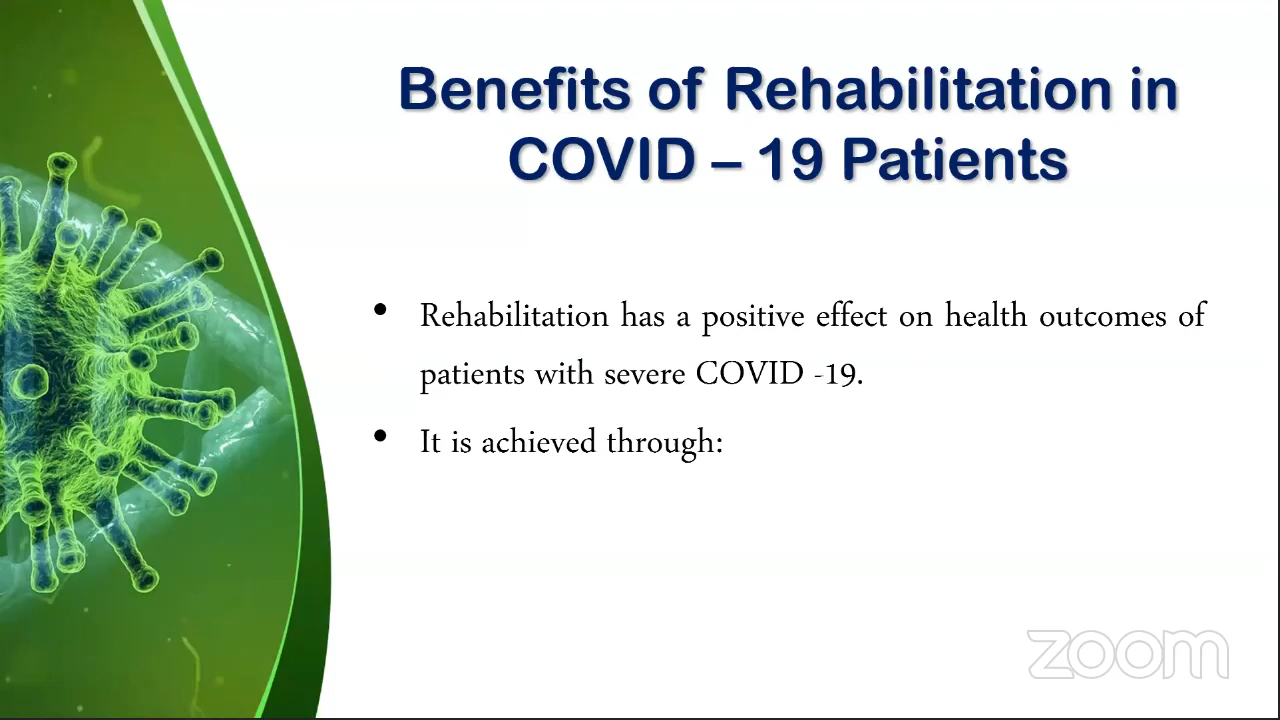 Benefits of Rehabilitation in
COVID – 19 Patients
• Rehabilitation has a positive effect on health outcomes of
patients with severe COVID -19.
• It is achieved through:
zoom